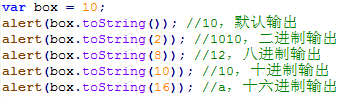 var box = 10;
alert(box.toString()); //10，默认输出
alert(box.toString(2)); //1010，二进制输出
alert(box.toString(8)); //12，八进制输出
alert(box.toString(10)); //10，十进制输出
alert(box.toString(16)); //a，十六进制输出